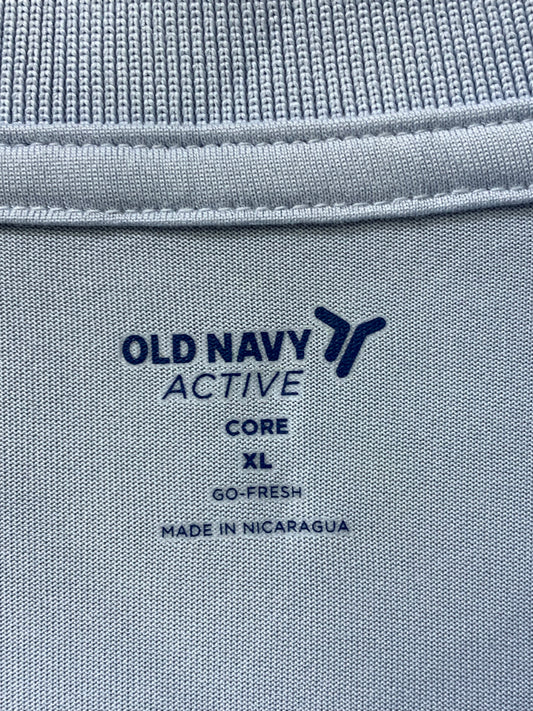 OLD NAVY
ACTIVE
CORE
XL
GO-FRESH
MADE IN NICARAGUA